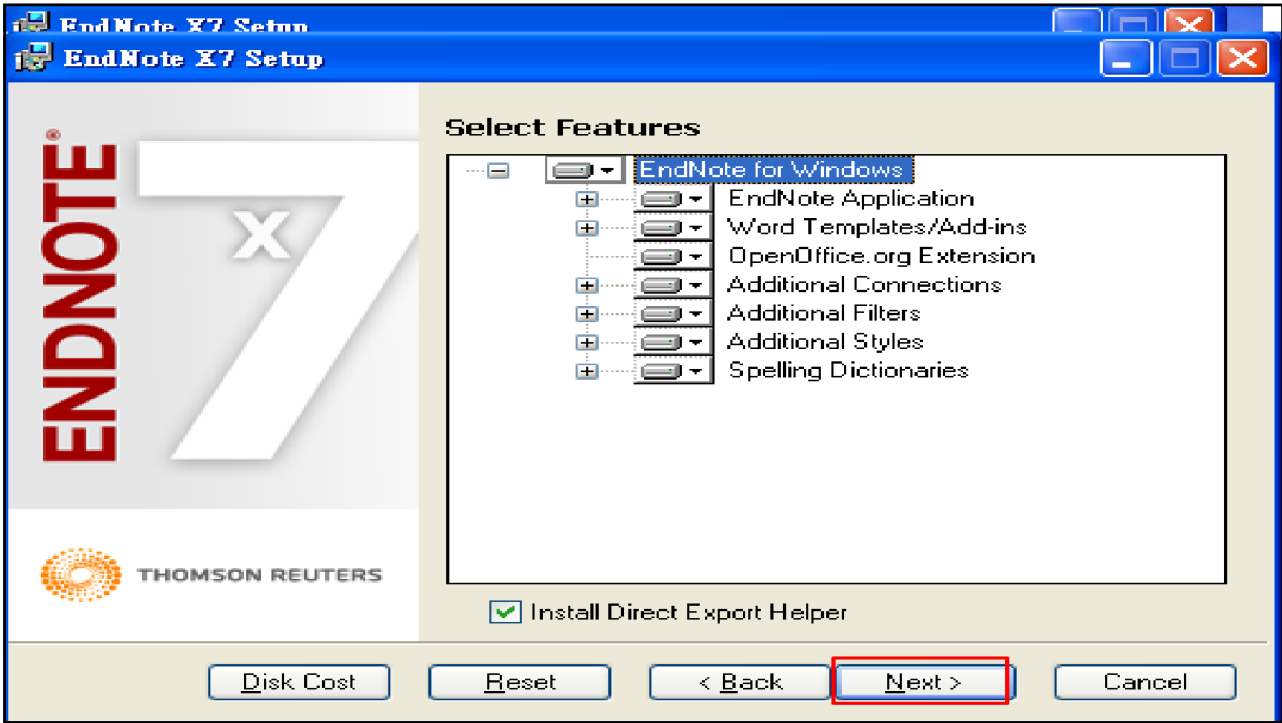 EndNote X7 Setup
EndNote X7 Setup
ENDNOTE®
X7
THOMSON REUTERS
Select Features
EndNote for Windows
EndNote Application
Word Templates/Add-ins
OpenOffice.org Extension
Additional Connections
Additional Filters
Additional Styles
Spelling Dictionaries
Install Direct Export Helper
Disk Cost
Reset
< Back
Next >
Cancel